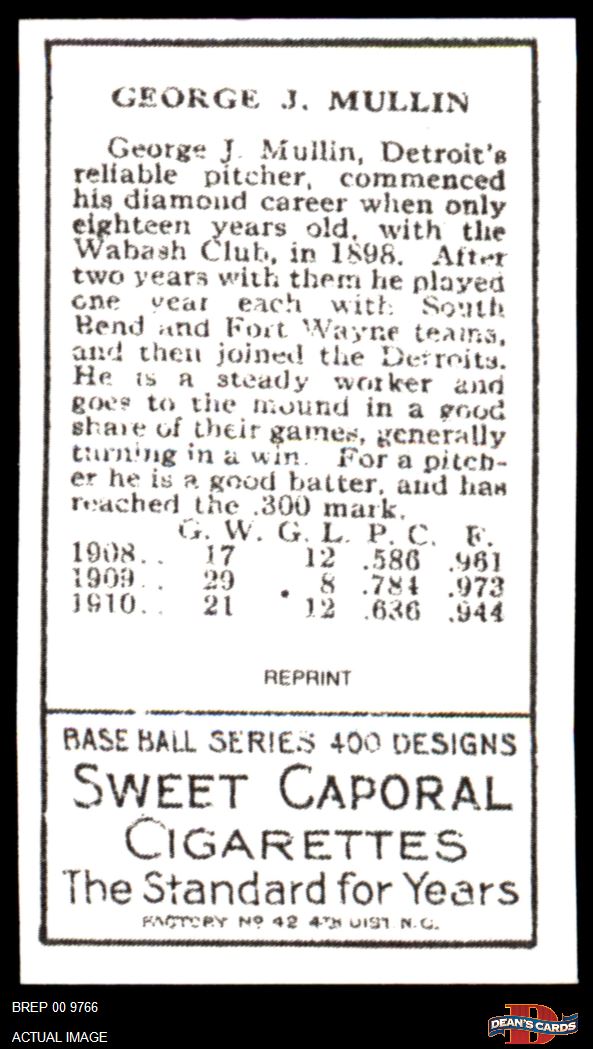 GEORGE J. MULLIN
George J. Mullin, Detroit's
reliable pitcher, commenced
his diamond career when only
eighteen years old, with the
Wabash Club, in 1898. After
two years with them he played
one year each with South
Bend and Fort Wayne teams,
and then joined the Detroits.
He is a steady worker and
goes to the mound in a good
share of their games, generally
turning in a win. For a pitch-
er he is a good batter, and has
reached the .300 mark.
G. W. G. L. P. C. F.
1908.. 17 12 .586 .961
1909.. 29 8 .784 .973
1910.. 21 12 .636 .944
REPRINT
BASE BALL SERIES 400 DESIGNS
SWEET CAPORAL
CIGARETTES
The Standard for Years
FACTORY No 42 4TH DIST. N.C.
BREP 00 9766
ACTUAL IMAGE
D
DEAN'S CARDS